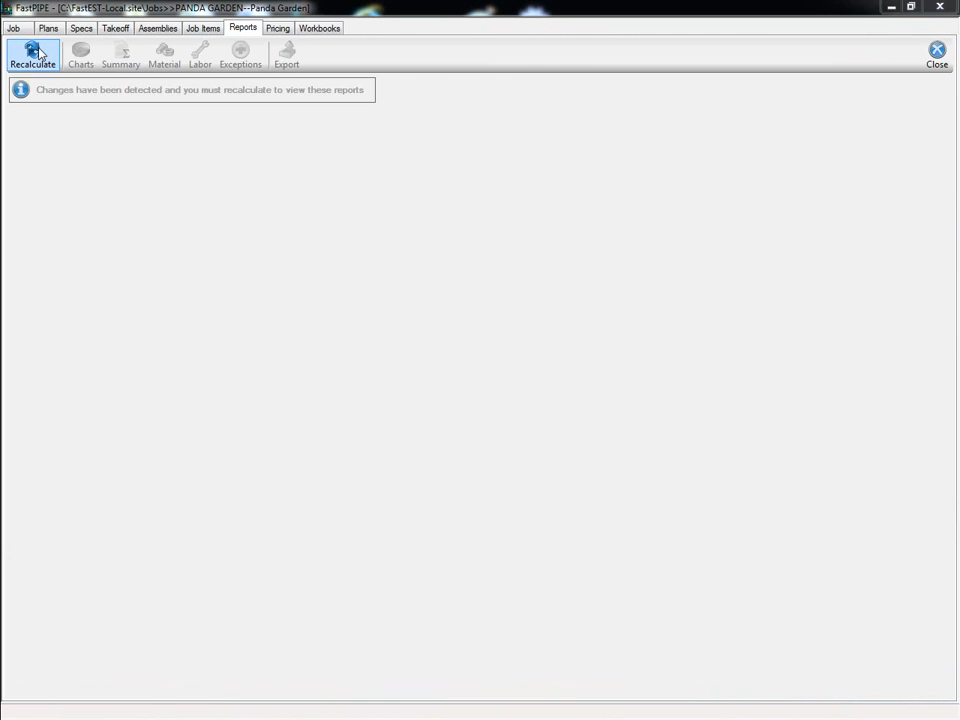 FastPIPE - [C:\FastEST-Local.site\Jobs>>PANDA GARDEN--Panda Garden]
Job Plans Specs Takeoff Assemblies Job Items Reports Pricing Workbooks
Recalculate Charts Summary Material Labor Exceptions Export Close
Changes have been detected and you must recalculate to view these reports